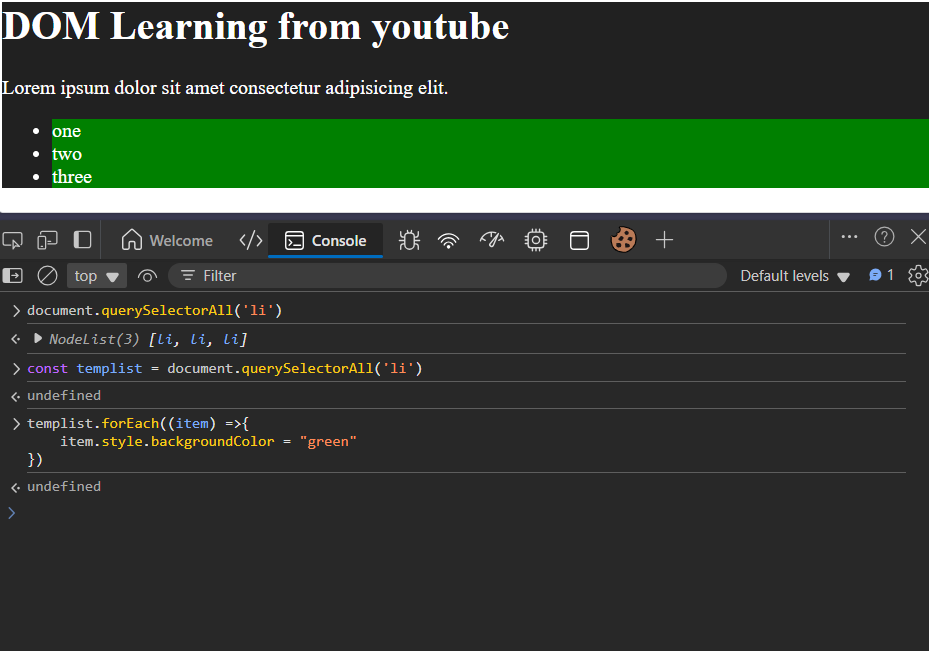 DOM Learning from youtube
Lorem ipsum dolor sit amet consectetur adipisicing elit.
one
two
three
Welcome
Console
top
Filter
Default levels
1
document.querySelectorAll('li')
NodeList(3) [li, li, li]
const templist = document.querySelectorAll('li')
undefined
templist.forEach((item) =>{
item.style.backgroundColor = "green"
})
undefined